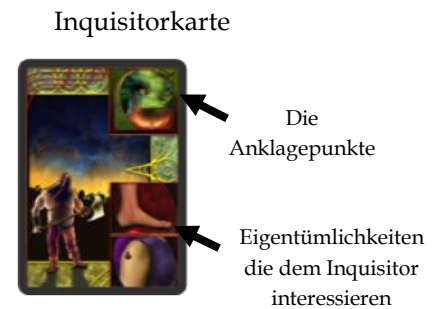 Inquisitorkarte
Die
Anklagepunkte
Eigentümlichkeiten
die dem Inquisitor
interessieren